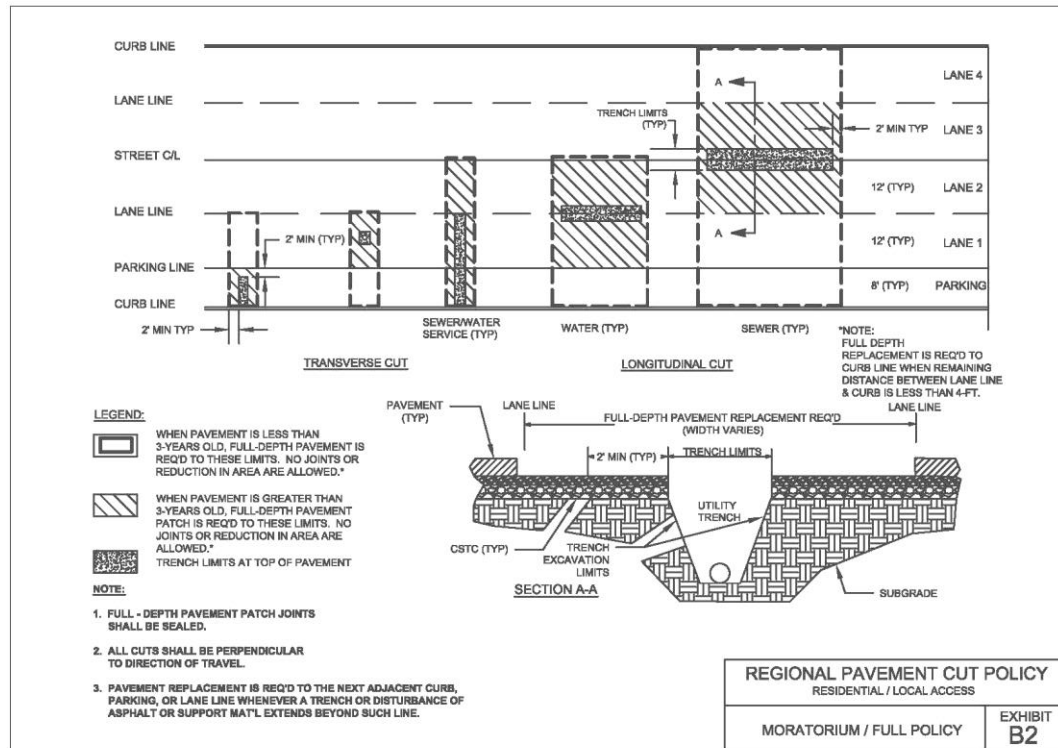 CURB LINE
LANE LINE
STREET C/L
LANE LINE
PARKING LINE
CURB LINE
2' MIN TYP
2' MIN (TYP)
TRENCH LIMITS
(TYP)
A
A
2' MIN TYP
LANE 4
LANE 3
12' (TYP) LANE 2
12' (TYP) LANE 1
8' (TYP) PARKING
SEWER/WATER
SERVICE (TYP)
WATER (TYP)
SEWER (TYP)
TRANSVERSE CUT
LONGITUDINAL CUT
*NOTE:
FULL DEPTH
REPLACEMENT IS REQ'D TO
CURB LINE WHEN REMAINING
DISTANCE BETWEEN LANE LINE
& CURB IS LESS THAN 4-FT.
LEGEND:
WHEN PAVEMENT IS LESS THAN
3-YEARS OLD, FULL-DEPTH PAVEMENT IS
REQ'D TO THESE LIMITS. NO JOINTS OR
REDUCTION IN AREA ARE ALLOWED.*
WHEN PAVEMENT IS GREATER THAN
3-YEARS OLD, FULL-DEPTH PAVEMENT
PATCH IS REQ'D TO THESE LIMITS. NO
JOINTS OR REDUCTION IN AREA ARE
ALLOWED.*
TRENCH LIMITS AT TOP OF PAVEMENT
NOTE:
1. FULL - DEPTH PAVEMENT PATCH JOINTS
SHALL BE SEALED.
2. ALL CUTS SHALL BE PERPENDICULAR
TO DIRECTION OF TRAVEL.
3. PAVEMENT REPLACEMENT IS REQ'D TO THE NEXT ADJACENT CURB,
PARKING, OR LANE LINE WHENEVER A TRENCH OR DISTURBANCE OF
ASPHALT OR SUPPORT MAT'L EXTENDS BEYOND SUCH LINE.
PAVEMENT
(TYP)
LANE LINE
FULL-DEPTH PAVEMENT REPLACEMENT REQ'D
(WIDTH VARIES)
LANE LINE
2' MIN (TYP)
TRENCH LIMITS
UTILITY
TRENCH
CSTC (TYP)
TRENCH
EXCAVATION
LIMITS
SECTION A-A
SUBGRADE
REGIONAL PAVEMENT CUT POLICY
RESIDENTIAL / LOCAL ACCESS
MORATORIUM / FULL POLICY
EXHIBIT
B2